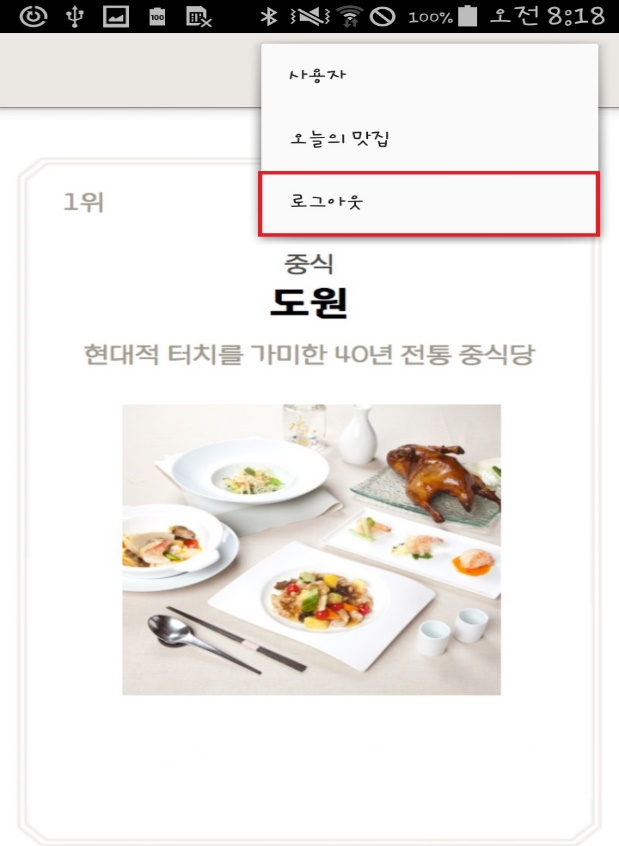 100 100% 오전 8:18
사용자
오늘의 맛집
로그아웃
1위
중식
도원
현대적 터치를 가미한 40년 전통 중식당